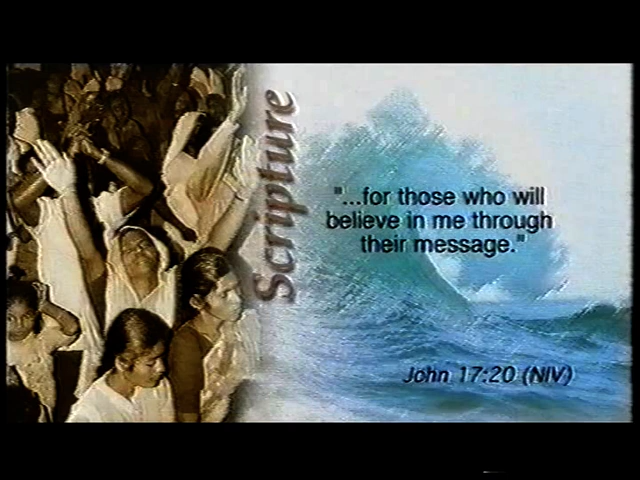 Scripture
"...for those who will
believe in me through
their message."
John 17:20 (NIV)